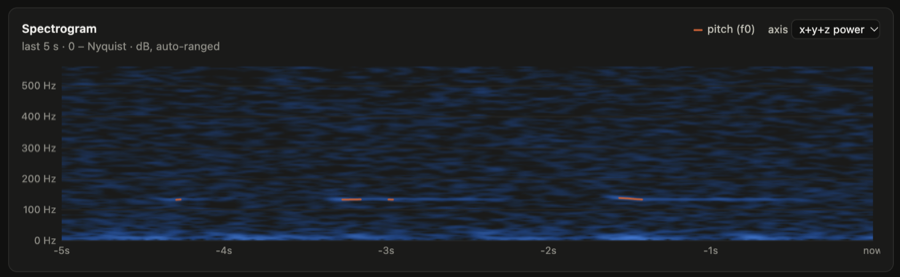 Spectrogram
pitch (f0) axis x+y+z power
last 5 s · 0 – Nyquist · dB, auto-ranged
500 Hz
400 Hz
300 Hz
200 Hz
100 Hz
0 Hz
-5s -4s -3s -2s -1s now